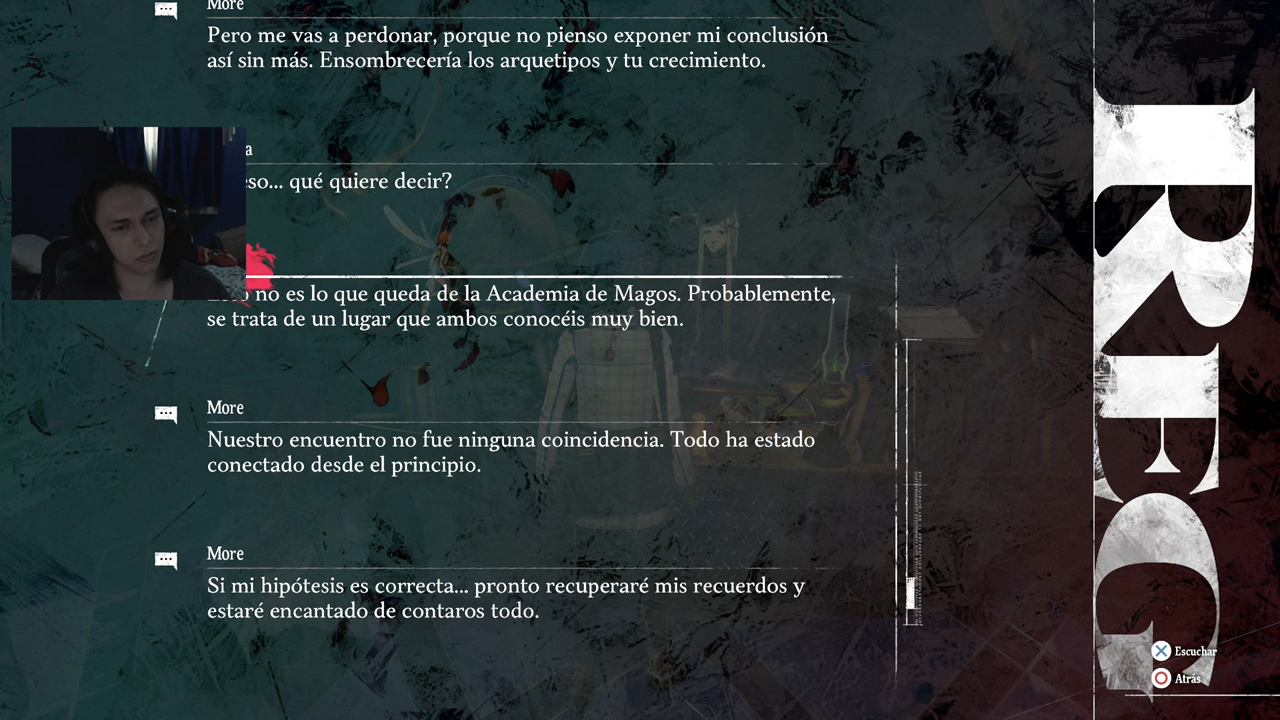 More
Pero me vas a perdonar, porque no pienso exponer mi conclusión
así sin más. Ensombrecería los arquetipos y tu crecimiento.
qué quiere decir?
no es lo que queda de la Academia de Magos. Probablemente,
se trata de un lugar que ambos conocéis muy bien.
More
Nuestro encuentro no fue ninguna coincidencia. Todo ha estado
conectado desde el principio.
More
Si mi hipótesis es correcta... pronto recuperaré mis recuerdos y
estaré encantado de contaros todo.
Escuchar
Atrás